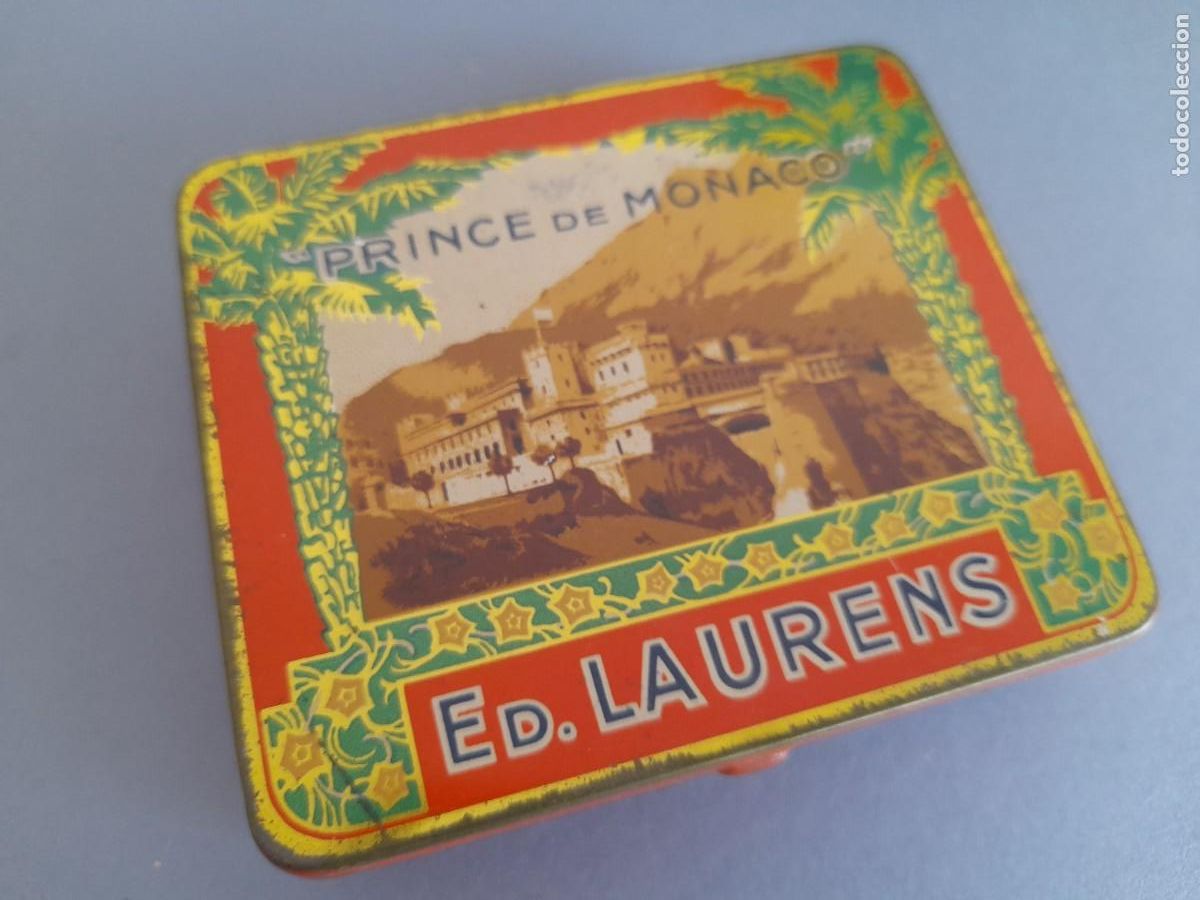 "PRINCE DE MONACO"
ED. LAURENS
todocoleccion